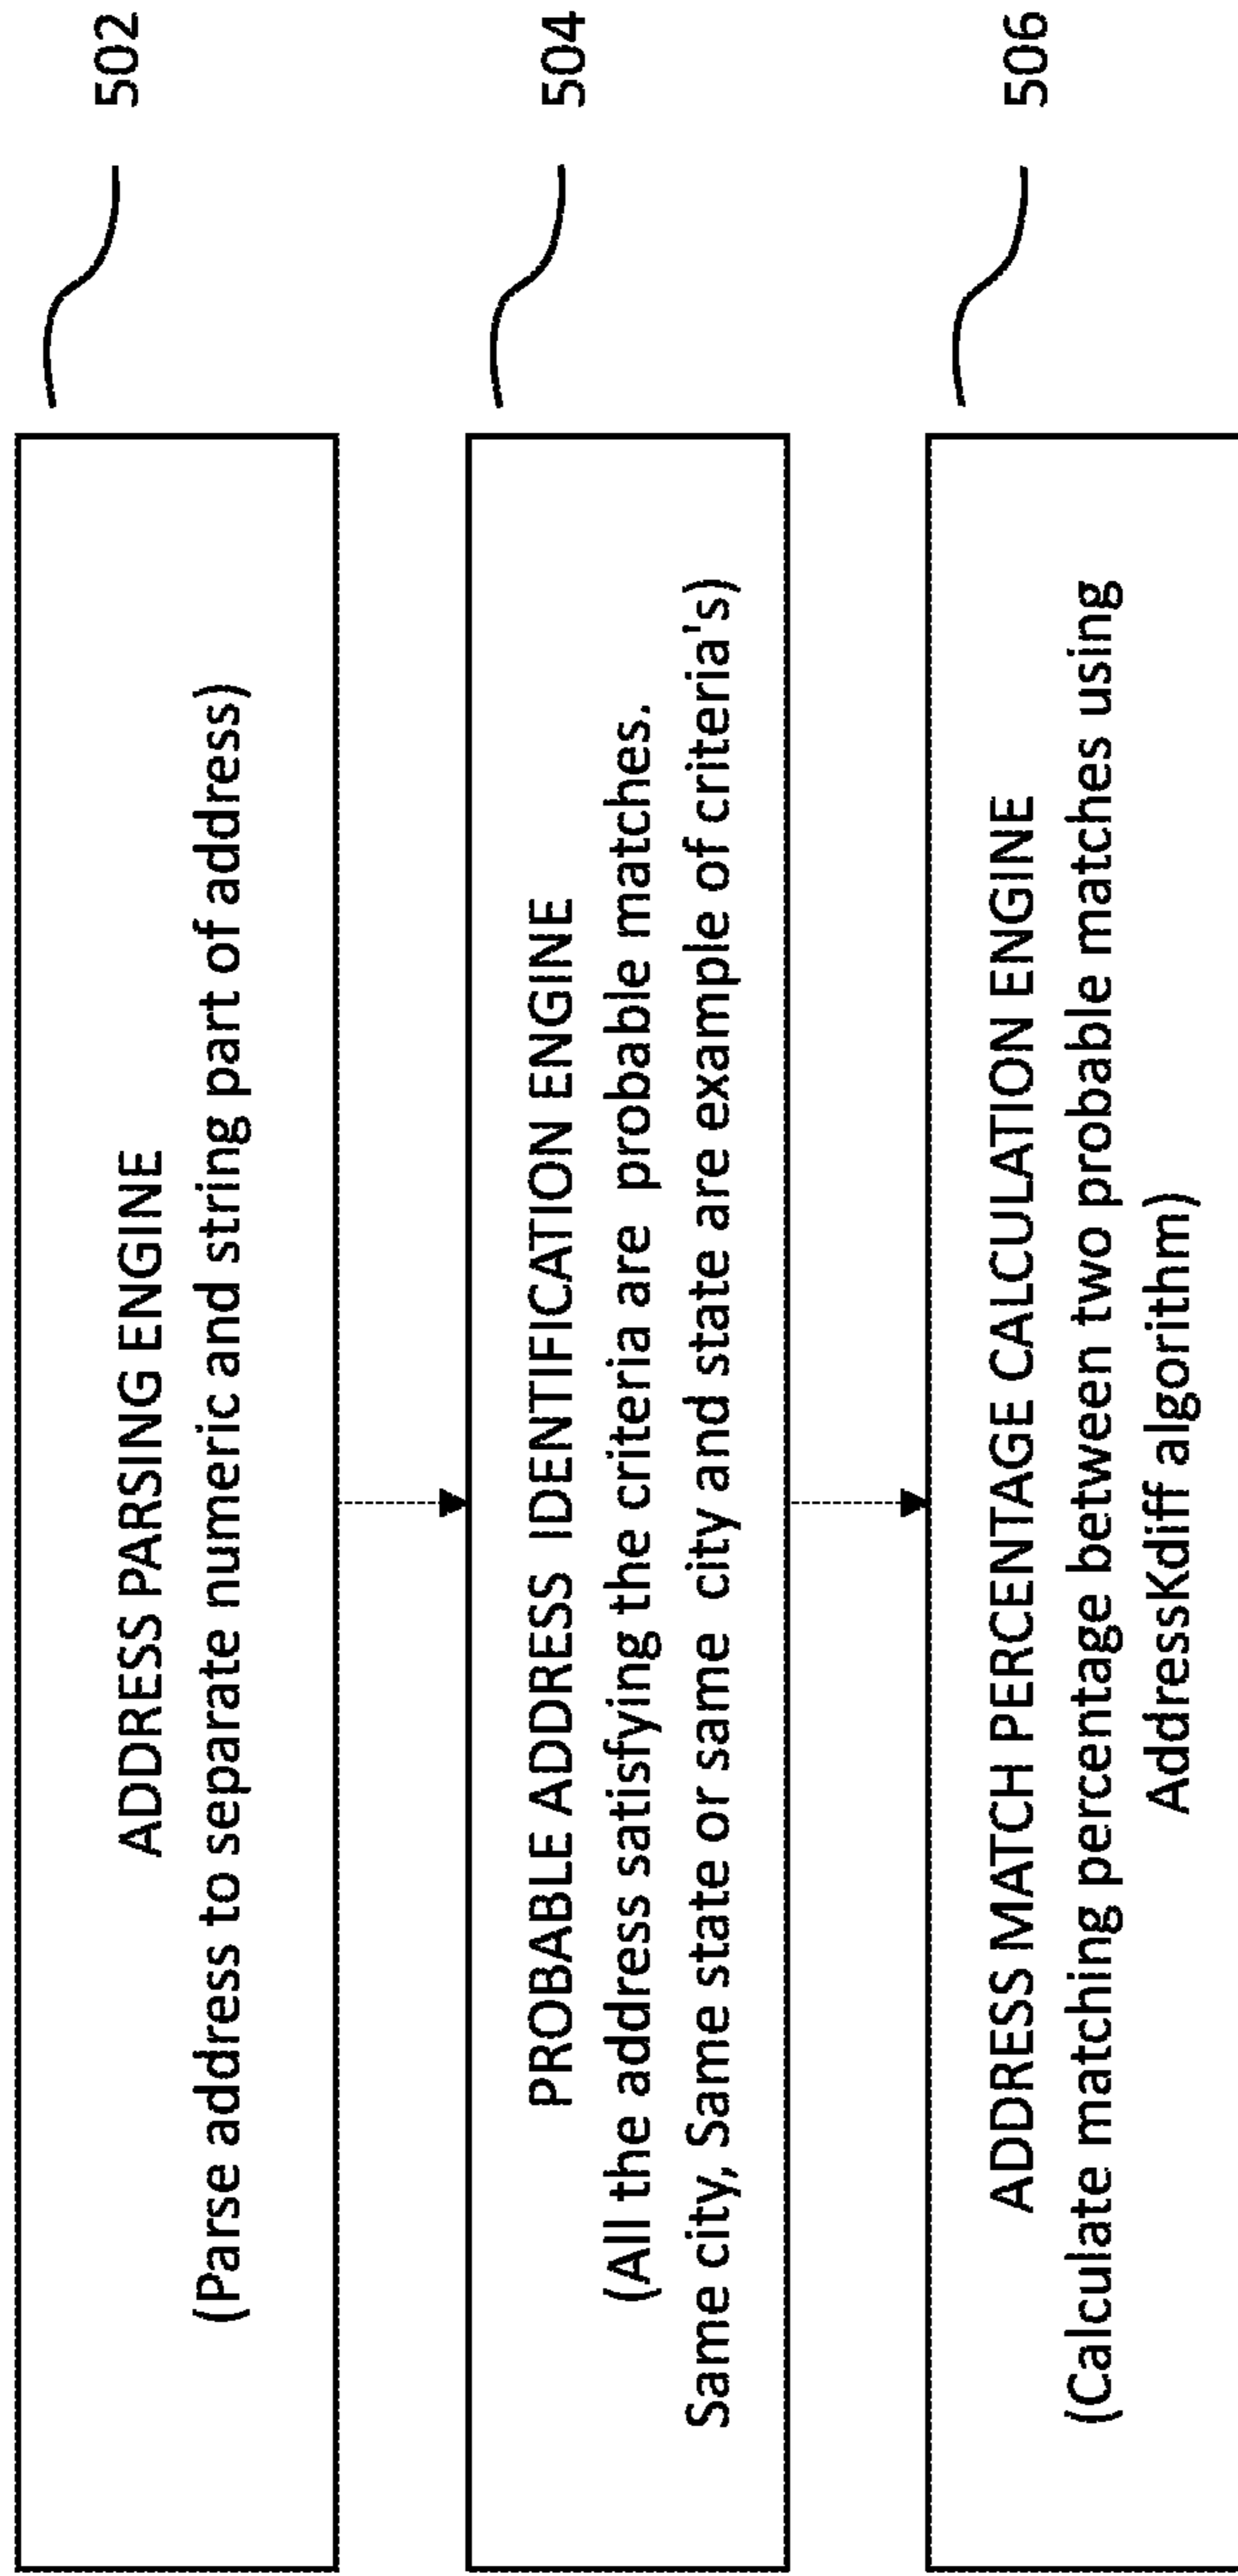 ADDRESS PARSING ENGINE
(Parse address to separate numeric and string part of address)
502
PROBABLE ADDRESS IDENTIFICATION ENGINE
(All the address satisfying the criteria are probable matches.
Same city, Same state or same city and state are example of criteria's)
504
ADDRESS MATCH PERCENTAGE CALCULATION ENGINE
(Calculate matching percentage between two probable matches using
AddressKdiff algorithm)
506